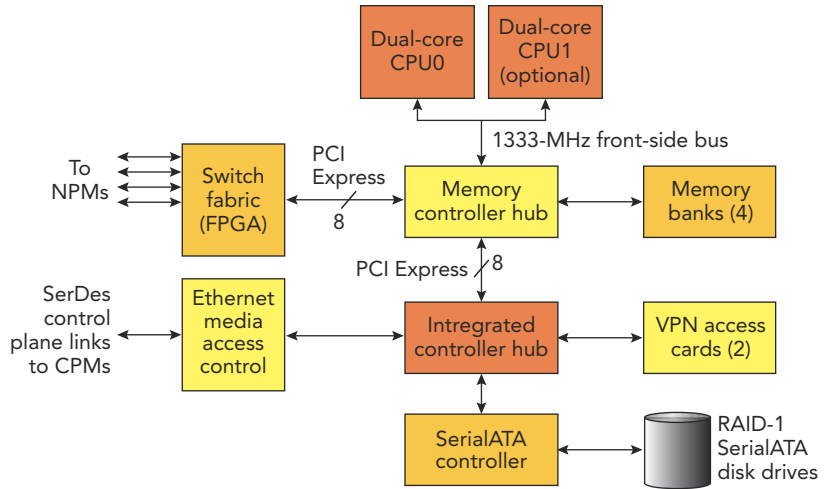 Dual-core
CPU0
Dual-core
CPU1
(optional)
1333-MHz front-side bus
To
NPMs
Switch
fabric
(FPGA)
PCI
Express
8
Memory
controller hub
Memory
banks (4)
PCI Express
8
SerDes
control
plane links
to CPMs
Ethernet
media
access
control
Intregrated
controller hub
VPN access
cards (2)
SerialATA
controller
RAID-1
SerialATA
disk drives